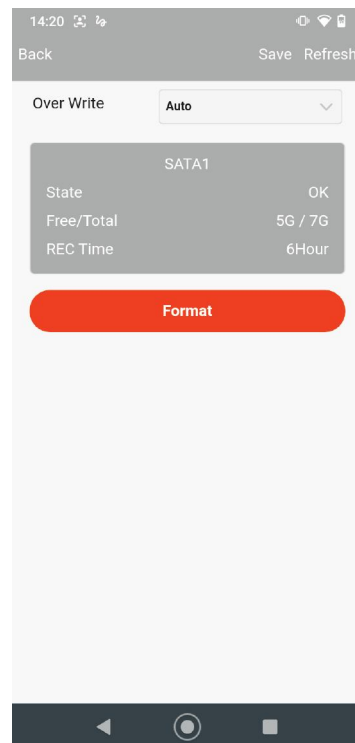 14:20
Back Save Refresh
Over Write Auto
SATA1
State OK
Free/Total 5G / 7G
REC Time 6Hour
Format